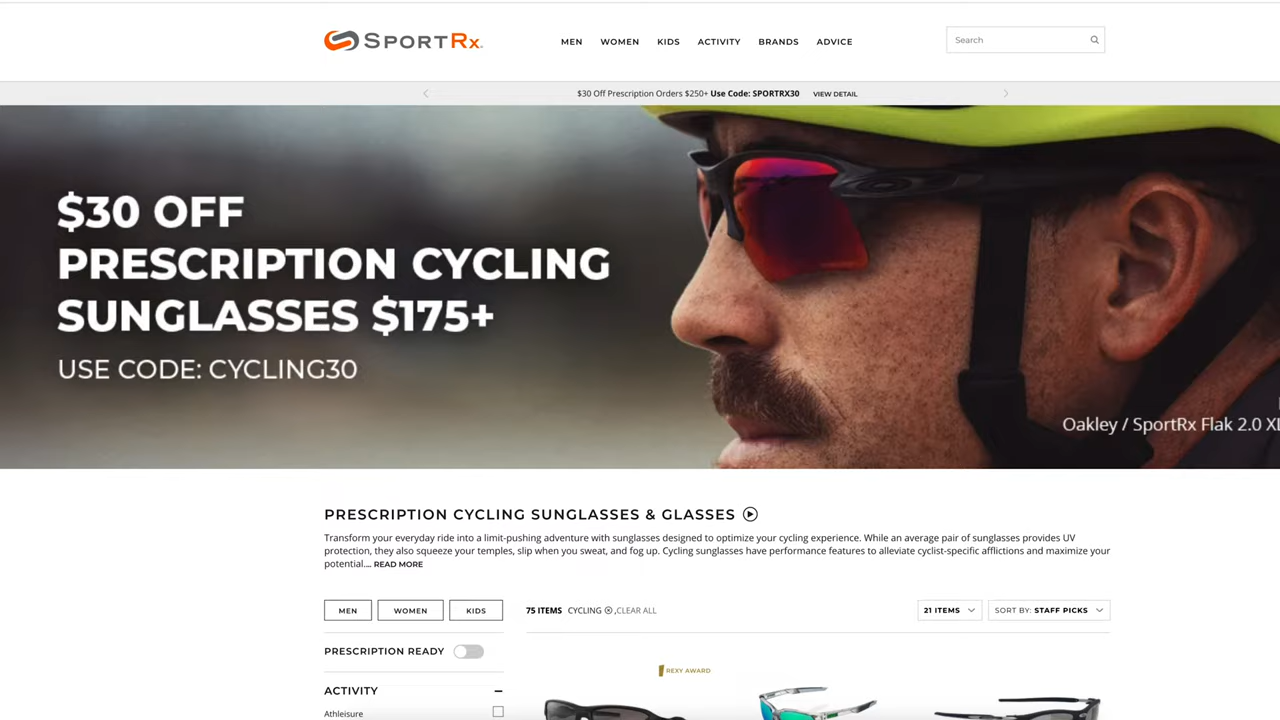 SPORTRx
MEN WOMEN KIDS ACTIVITY BRANDS ADVICE
Search
$30 Off Prescription Orders $250+ Use Code: SPORTRX30 VIEW DETAIL
$30 OFF
PRESCRIPTION CYCLING
SUNGLASSES $175+
USE CODE: CYCLING30
Oakley / SportRx Flak 2.0 XL
PRESCRIPTION CYCLING SUNGLASSES & GLASSES
Transform your everyday ride into a limit-pushing adventure with sunglasses designed to optimize your cycling experience. While an average pair of sunglasses provides UV
protection, they also squeeze your temples, slip when you sweat, and fog up. Cycling sunglasses have performance features to alleviate cyclist-specific afflictions and maximize your
potential.... READ MORE
MEN WOMEN KIDS
75 ITEMS CYCLING ,CLEAR ALL
21 ITEMS
SORT BY: STAFF PICKS
PRESCRIPTION READY
REXY AWARD
ACTIVITY
Athleisure